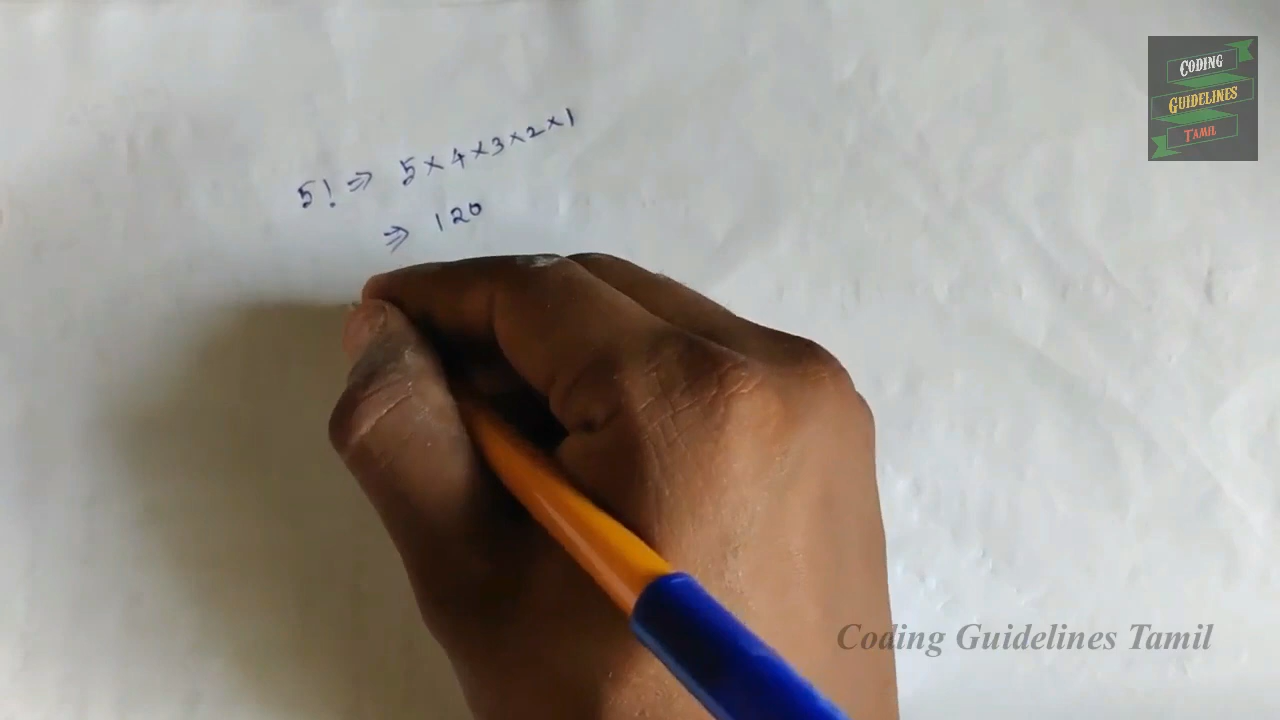 5! ⇒ 5 × 4 × 3 × 2 × 1
⇒ 120
CODING
GUIDELINES
TAMIL
Coding Guidelines Tamil